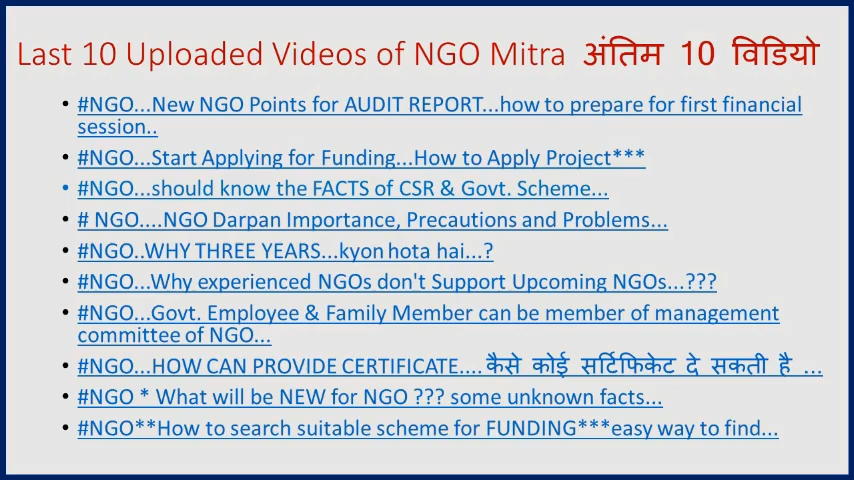 Last 10 Uploaded Videos of NGO Mitra अंतिम 10 विडियो
• #NGO...New NGO Points for AUDIT REPORT...how to prepare for first financial
session..
• #NGO...Start Applying for Funding...How to Apply Project***
• #NGO...should know the FACTS of CSR & Govt. Scheme...
• # NGO....NGO Darpan Importance, Precautions and Problems...
• #NGO..WHY THREE YEARS...kyon hota hai...?
• #NGO...Why experienced NGOs don't Support Upcoming NGOs...???
• #NGO...Govt. Employee & Family Member can be member of management
committee of NGO...
• #NGO...HOW CAN PROVIDE CERTIFICATE.... कैसे कोई सर्टिफिकेट दे सकती है ...
• #NGO * What will be NEW for NGO ??? some unknown facts...
• #NGO**How to search suitable scheme for FUNDING***easy way to find...